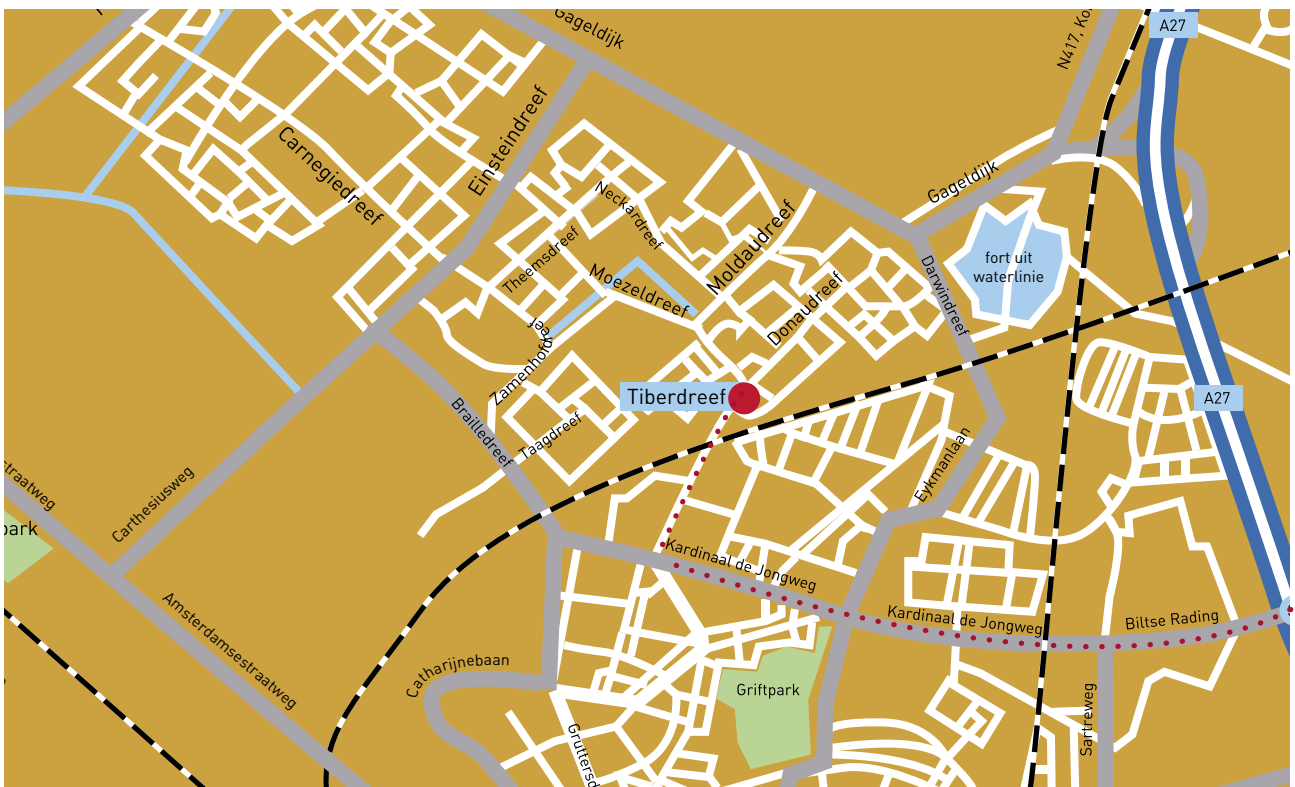 Gageldijk
A27
N417, Ko
Carnegiedreef
Einsteindreef
Neckardreef
Gageldijk
Theemsdreef
Moldaudreef
Moezeldreef
Donaudreef
Darwindreef
fort uit
waterlinie
Zamenhofdreef
Tiberdreef
A27
Brailledreef
Taagdreef
Eykmanlaan
straatweg
Carthesiusweg
park
Kardinaal de Jongweg
Kardinaal de Jongweg
Biltse Rading
Amsterdamsestraatweg
Catharijnebaan
Griftpark
Sartreweg
Gruttersd